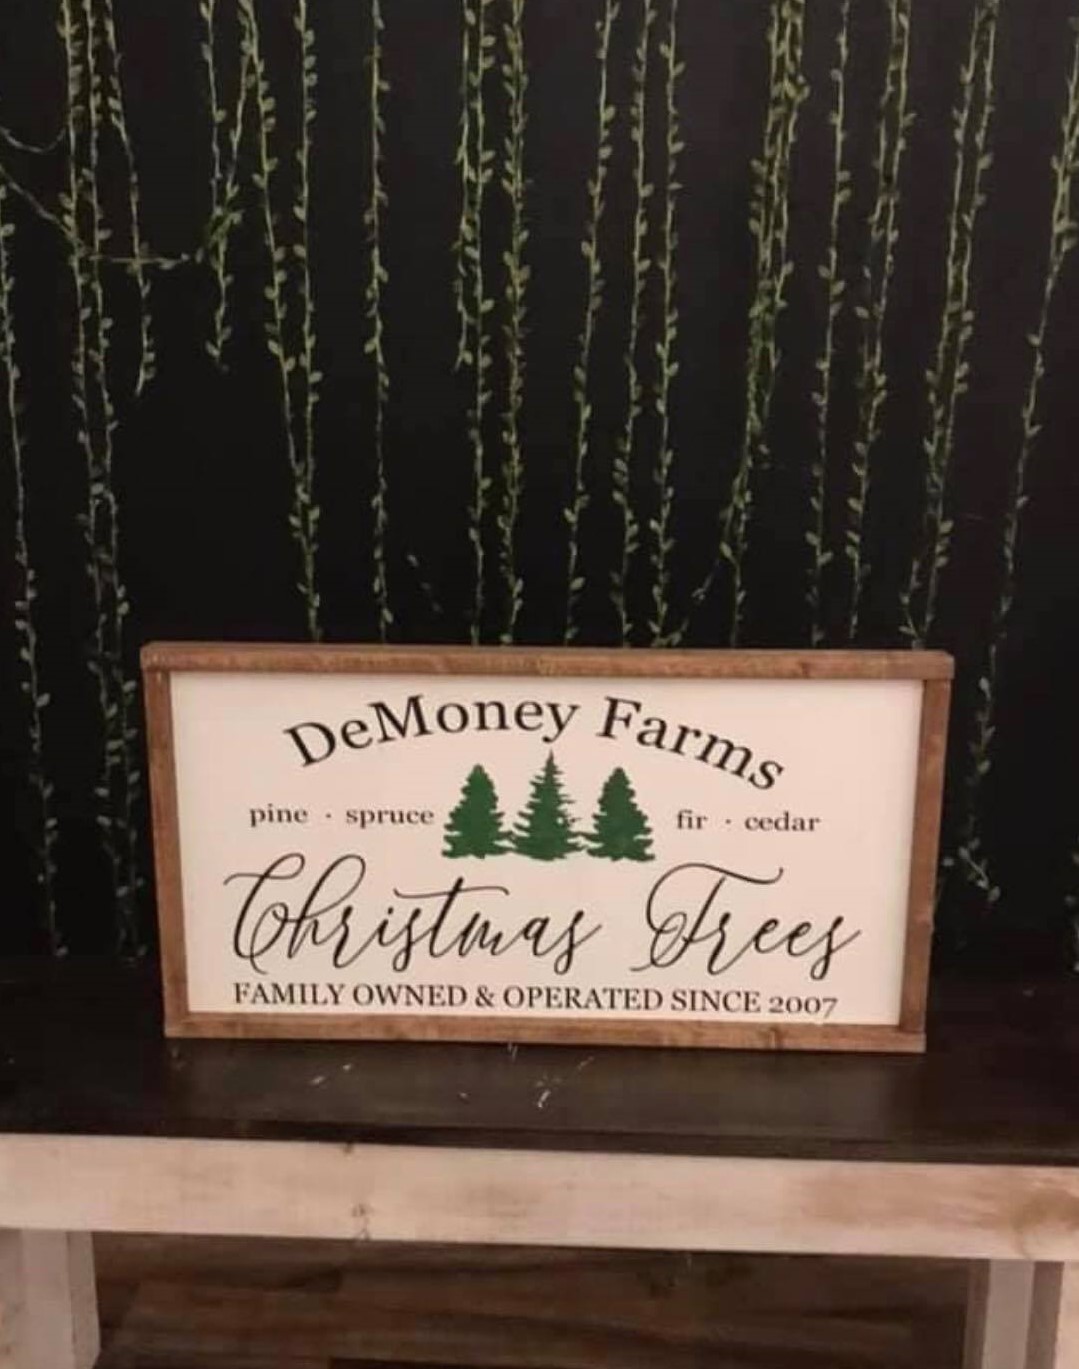 DeMoney Farms
pine · spruce fir · cedar
Christmas Trees
FAMILY OWNED & OPERATED SINCE 2007